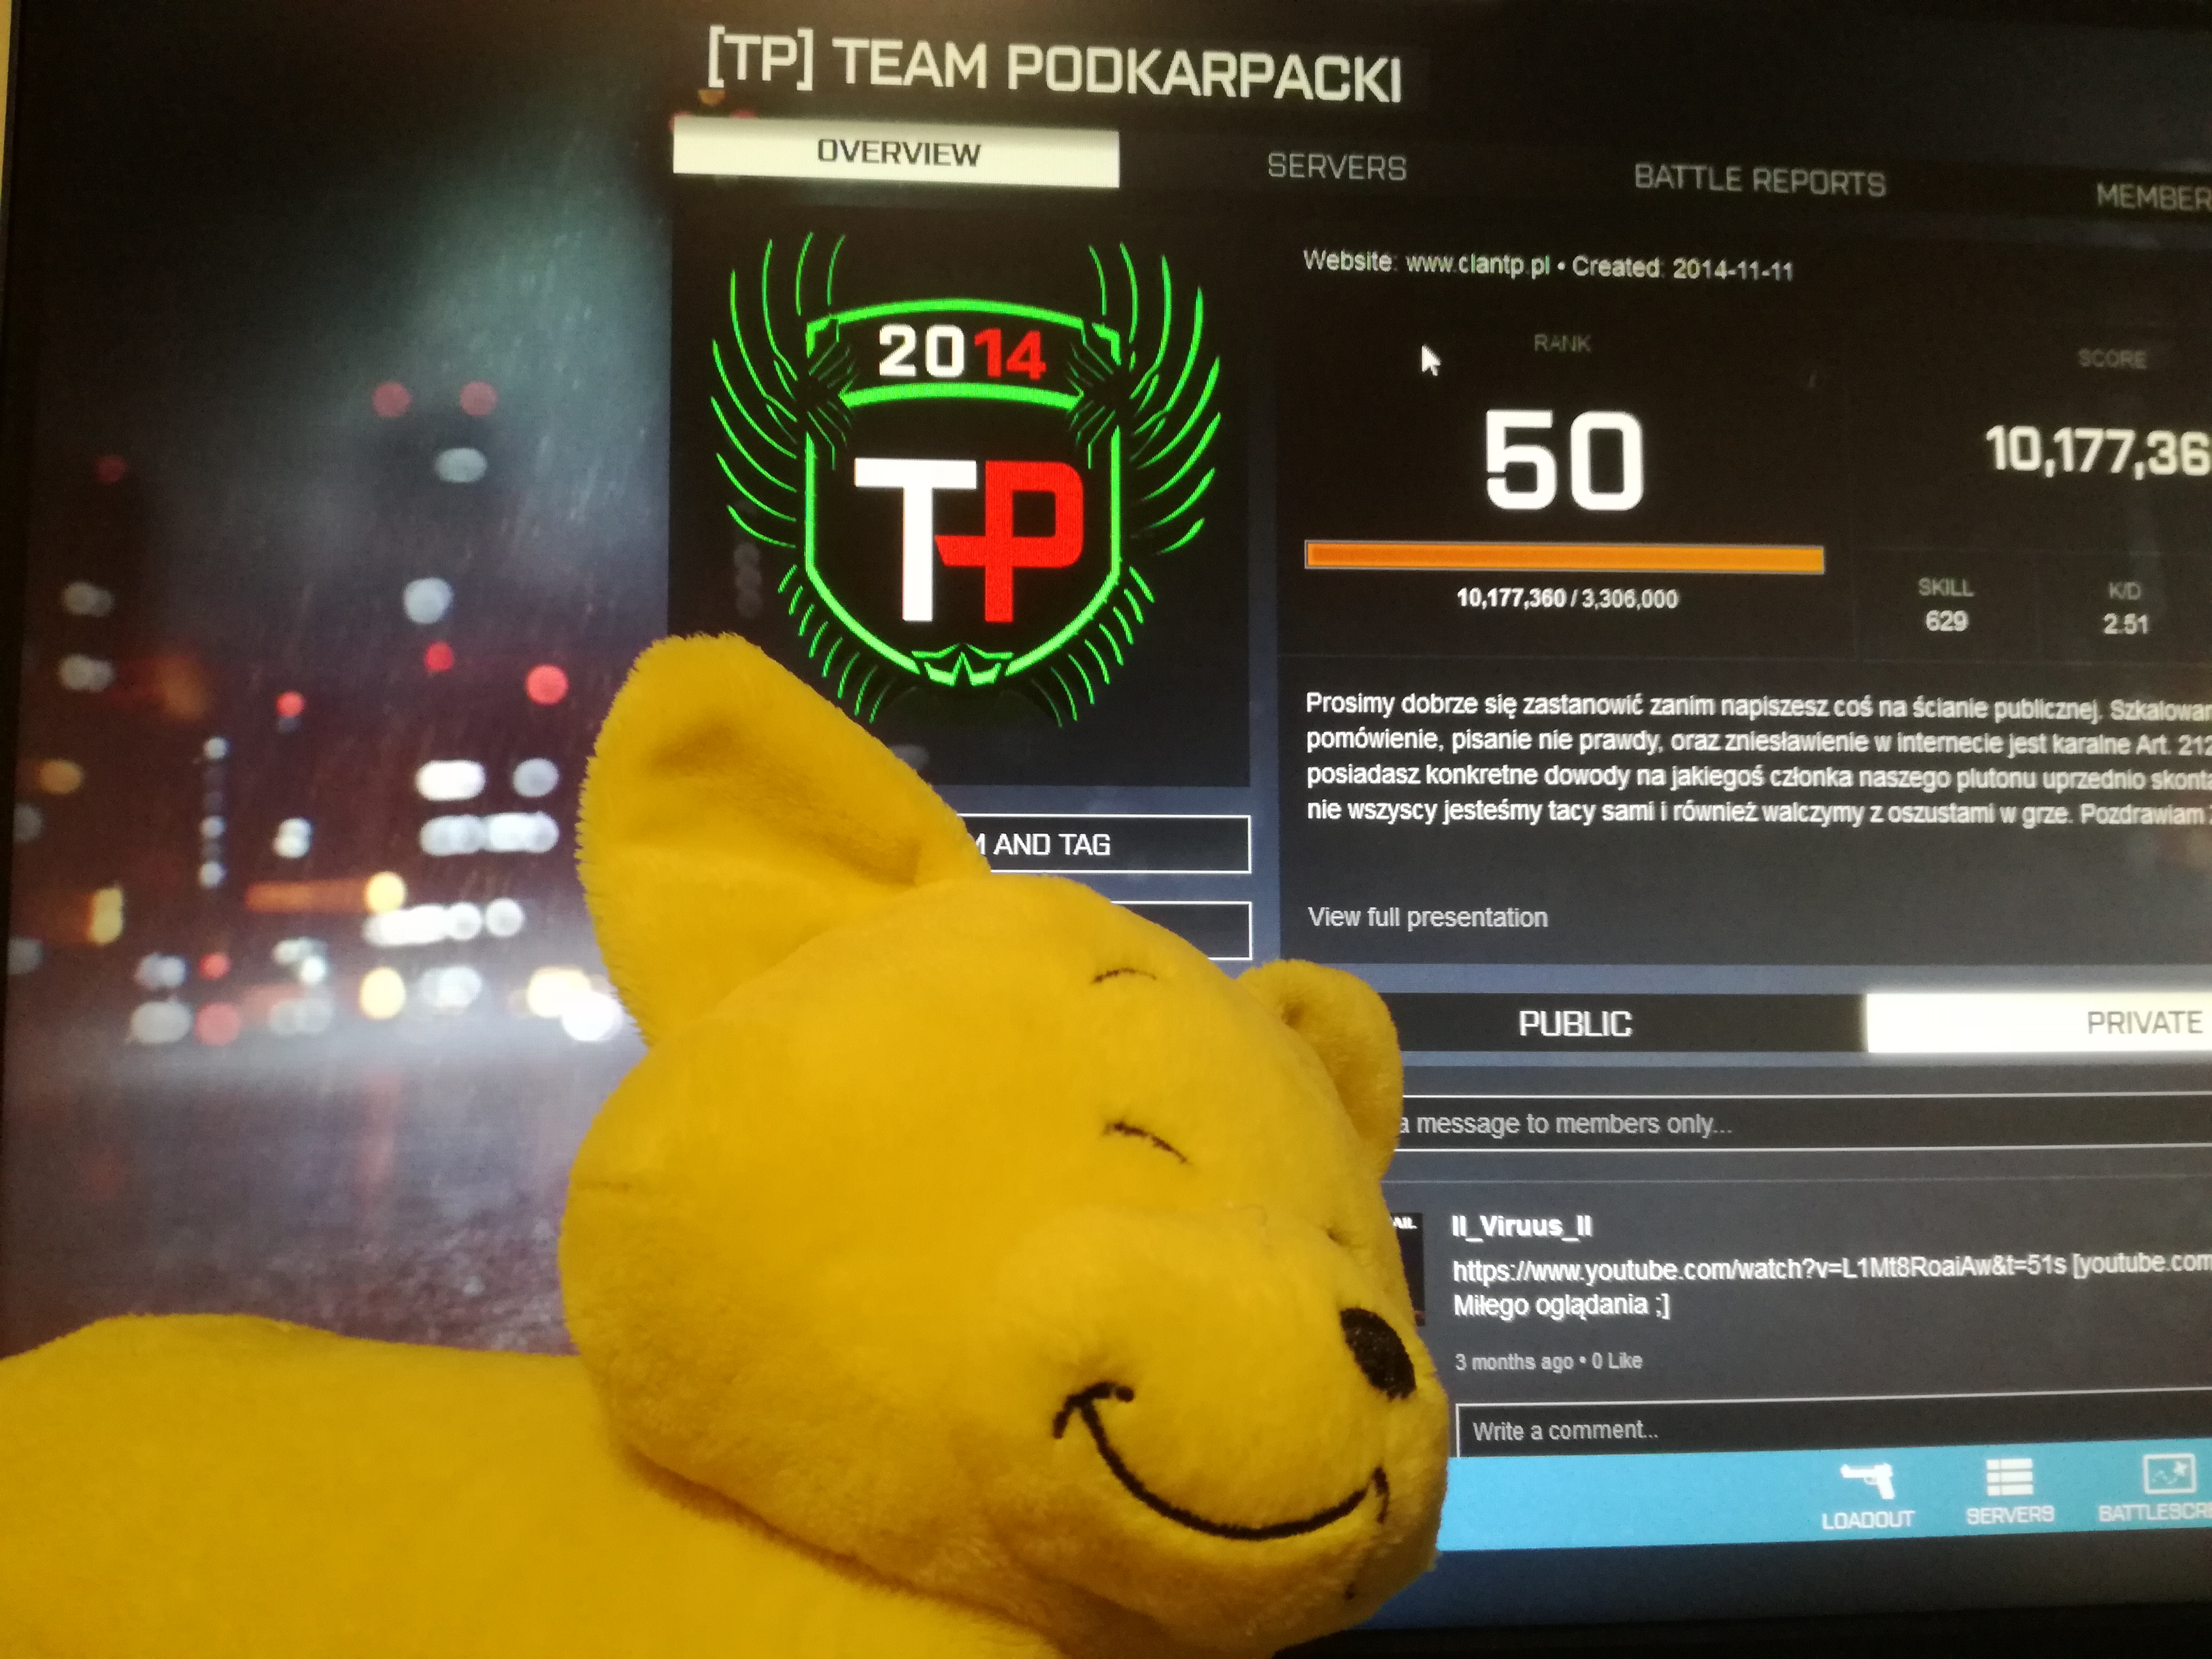 [TP] TEAM PODKARPACKI
OVERVIEW
SERVERS
BATTLE REPORTS
MEMBER
2014
TP
Website: www.clantp.pl • Created: 2014-11-11
RANK
SCORE
50
10,177,36
10,177,360 / 3,306,000
SKILL
K/D
629
2.51
Prosimy dobrze się zastanowić zanim napiszesz coś na ścianie publicznej. Szkalowan
pomówienie, pisanie nie prawdy, oraz zniesławienie w internecie jest karalne Art. 212
posiadasz konkretne dowody na jakiegoś członka naszego plutonu uprzednio skonta
nie wszyscy jesteśmy tacy sami i również walczymy z oszustami w grze. Pozdrawiam
AND TAG
View full presentation
PUBLIC
PRIVATE
a message to members only...
II_Viruus_II
https://www.youtube.com/watch?v=L1Mt8RoaiAw&t=51s [youtube.com
Miłego oglądania ;]
3 months ago • 0 Like
Write a comment...
LOADOUT
SERVERS
BATTLESCRE